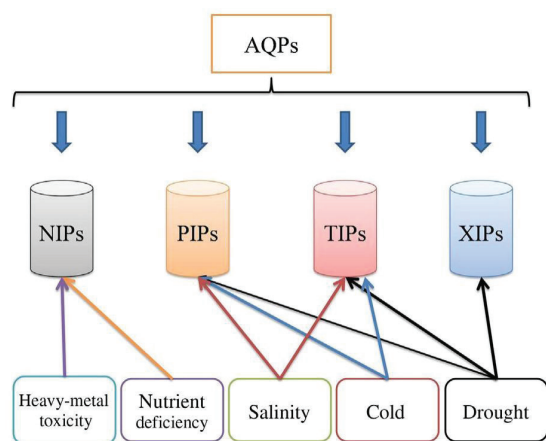 AQPs
NIPs
PIPs
TIPs
XIPs
Heavy-metal
toxicity
Nutrient
deficiency
Salinity
Cold
Drought